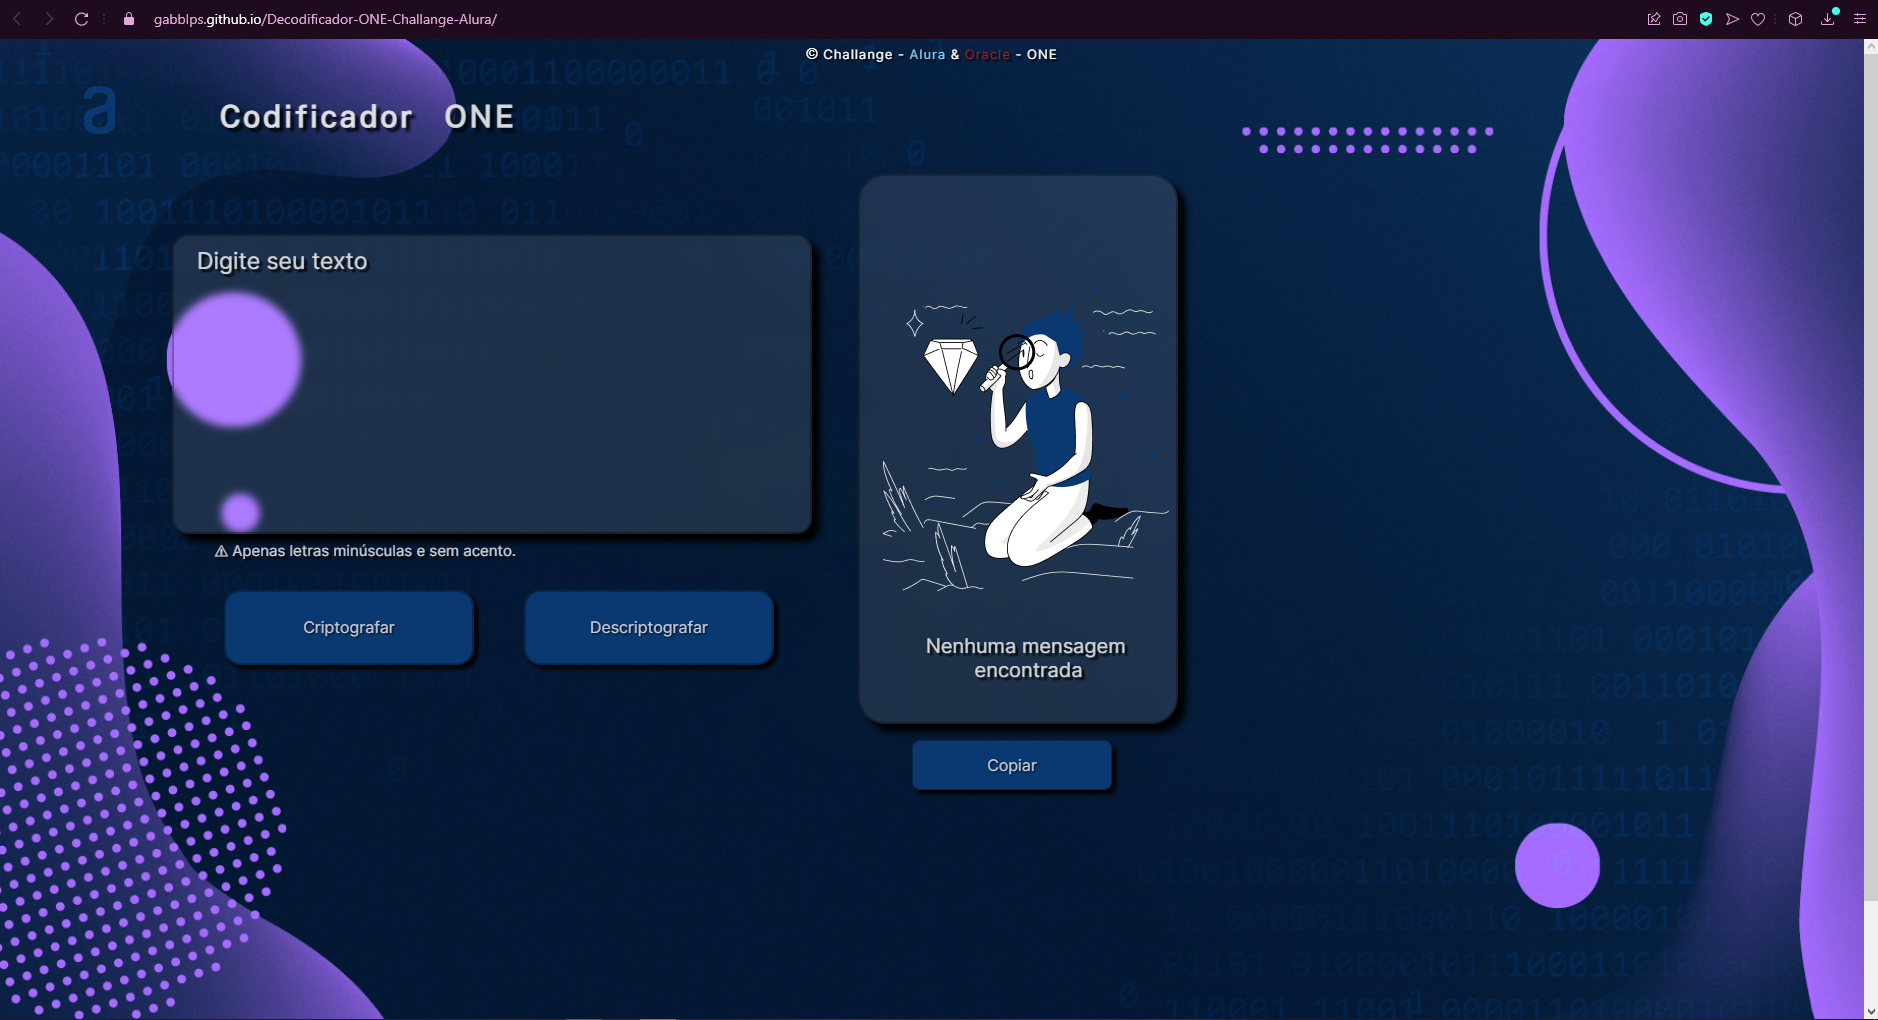 gabblps.github.io/Decodificador-ONE-Challange-Alura/
© Challange - Alura & Oracle - ONE
a
Codificador ONE
Digite seu texto
⚠ Apenas letras minúsculas e sem acento.
Criptografar
Descriptografar
Nenhuma mensagem
encontrada
Copiar